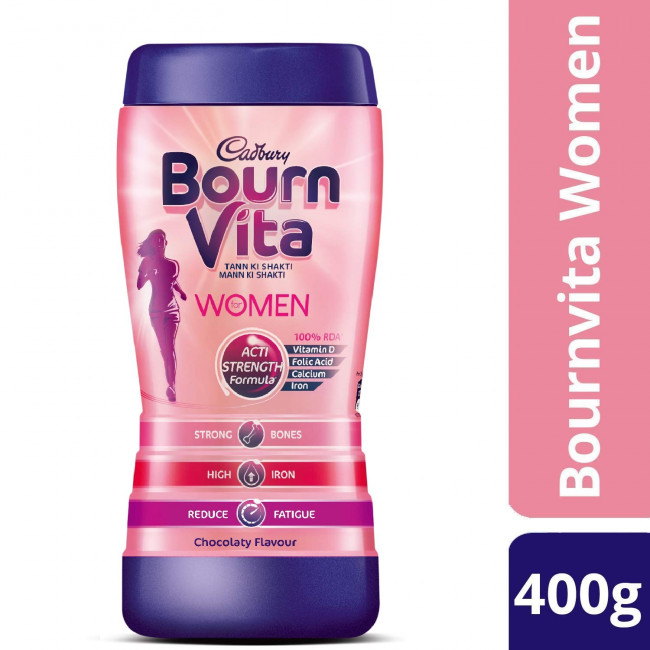 Cadbury
Bourn
Vita
TANN KI SHAKTI
MANN KI SHAKTI
for
WOMEN
100% RDA*
ACTI
STRENGTH
Formula
Vitamin D
Folic Acid
Calcium
Iron
STRONG BONES
HIGH IRON
REDUCE FATIGUE
Chocolaty Flavour
Bournvita Women
400g